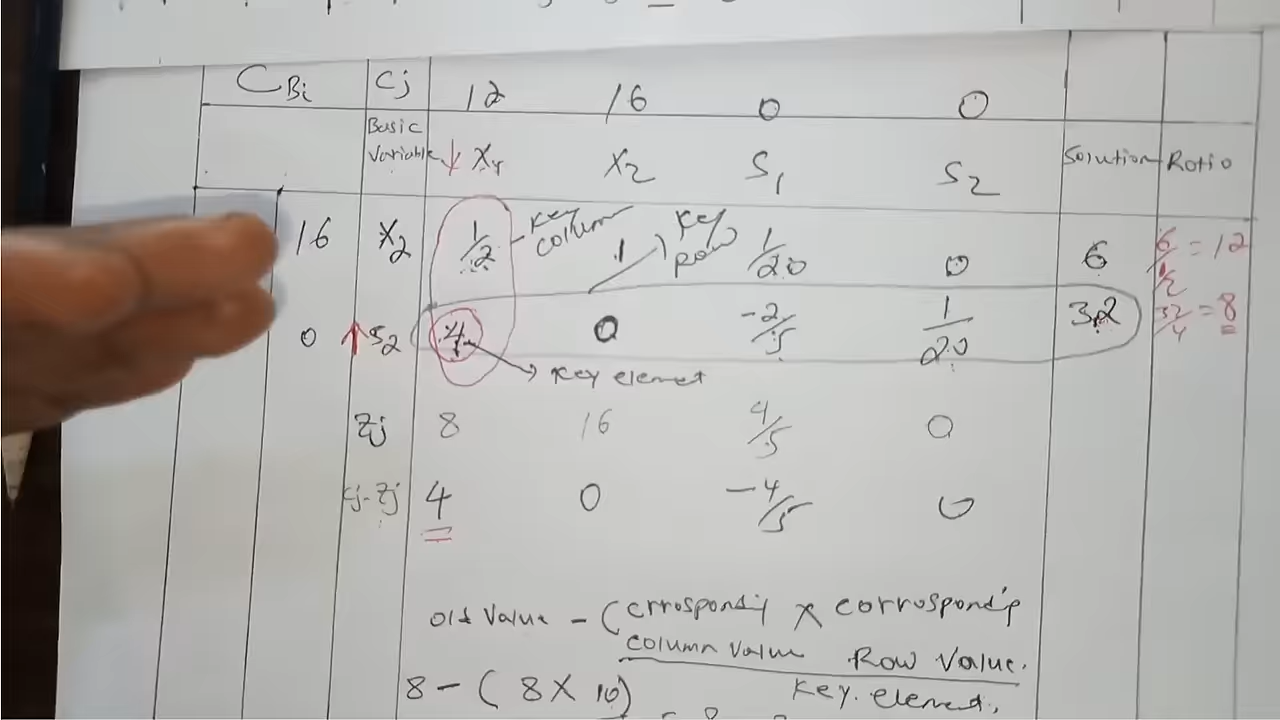 CBi Cj 12 16 0 0
Basic Variable ↓ X1 X2 S1 S2 Solution Ratio
16 X2 1/2 1 1/20 0 6 6/1/2 = 12
Key column
Key Row
0 ↑ S2 4 0 -2/5 1/20 32 32/4 = 8
Key elemet
Zj 8 16 4/5 0
Cj-Zj 4 0 -4/5 0
Old Value - (crrespondig X correspondig
column value Row Value.
Key. element,
8 - ( 8 X 10)